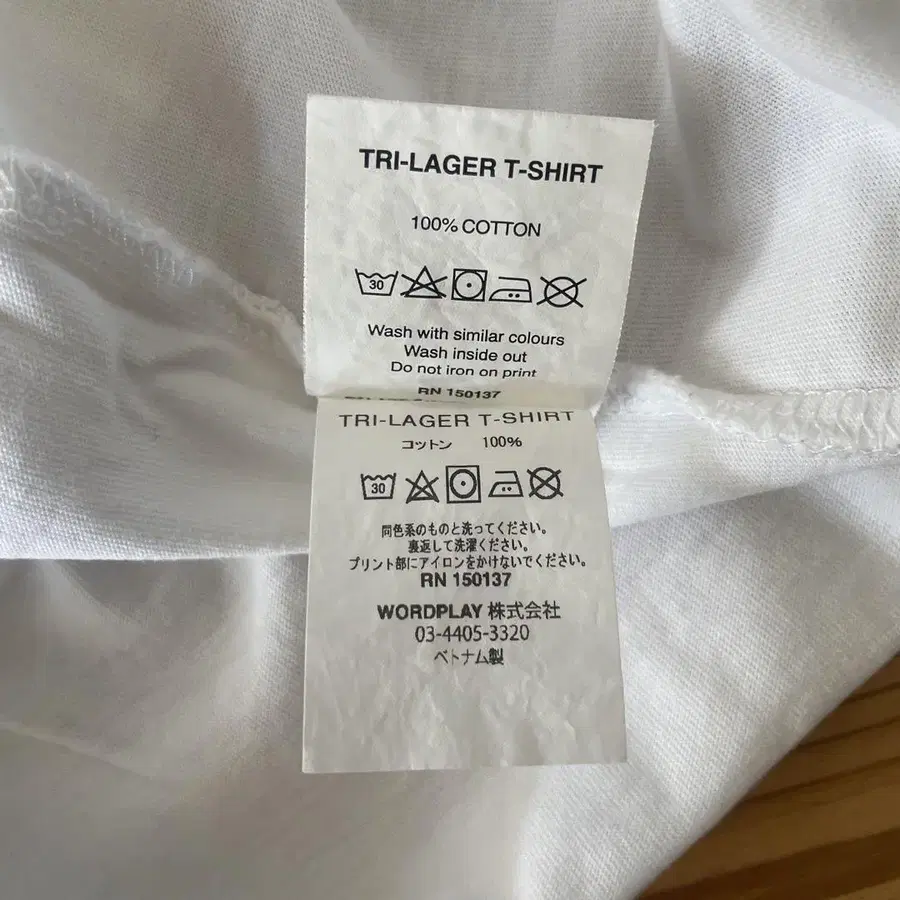 TRI-LAGER T-SHIRT
100% COTTON
30
Wash with similar colours
Wash inside out
Do not iron on print
RN 150137
TRI-LAGER T-SHIRT
コットン 100%
30
同色系のものと洗ってください。
裏返して洗濯ください。
プリント部にアイロンをかけないでください。
RN 150137
WORDPLAY 株式会社
03-4405-3320
ベトナム製